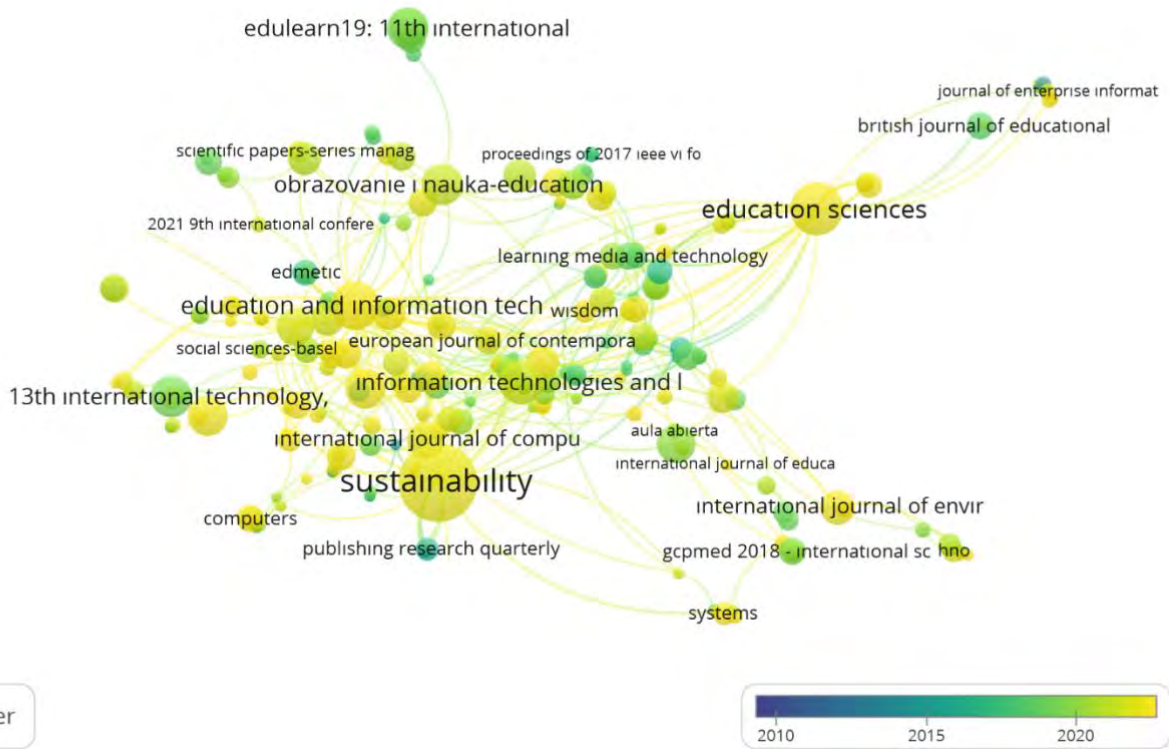 edulearn19: 11th international
journal of enterprise informat
british journal of educational
scientific papers-series manag
proceedings of 2017 ieee vi fo
obrazovanie i nauka-education
education sciences
2021 9th international confere
learning media and technology
edmetic
education and information tech
wisdom
social sciences-basel
european journal of contempora
information technologies and l
13th international technology,
aula abierta
international journal of compu
international journal of educa
sustainability
international journal of envir
computers
publishing research quarterly
gcpmed 2018 - international sc
hno
systems
er
2010 2015 2020